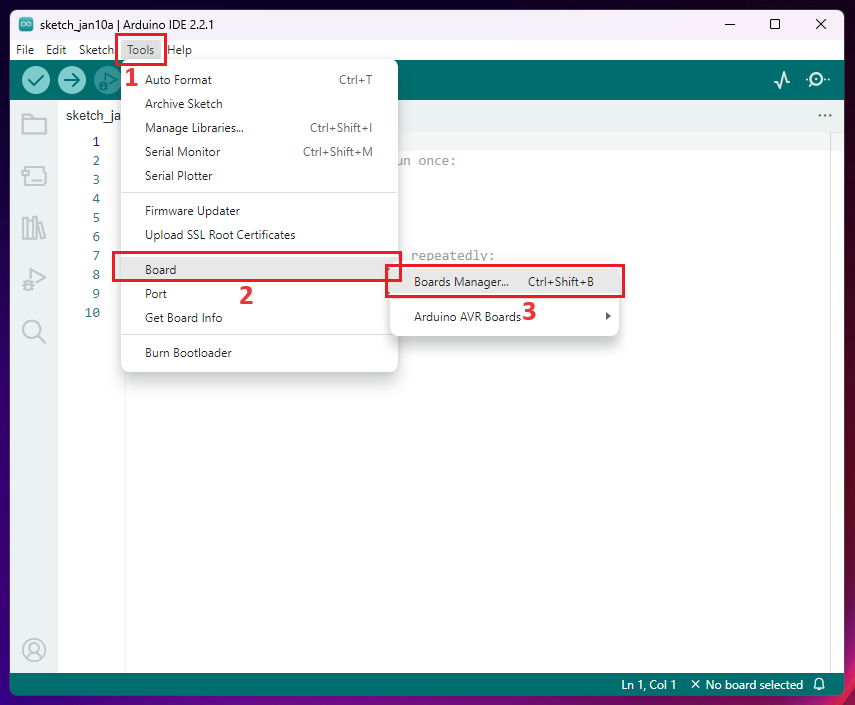 sketch_jan10a | Arduino IDE 2.2.1
File Edit Sketch Tools Help
1
Auto Format Ctrl+T
Archive Sketch
Manage Libraries... Ctrl+Shift+I
Serial Monitor Ctrl+Shift+M
Serial Plotter
Firmware Updater
Upload SSL Root Certificates
Board
2
Port
Get Board Info
Burn Bootloader
Boards Manager... Ctrl+Shift+B
3
Arduino AVR Boards
sketch_ja
1
2 un once:
3
4
5
6
7 repeatedly:
8
9
10
Ln 1, Col 1 × No board selected